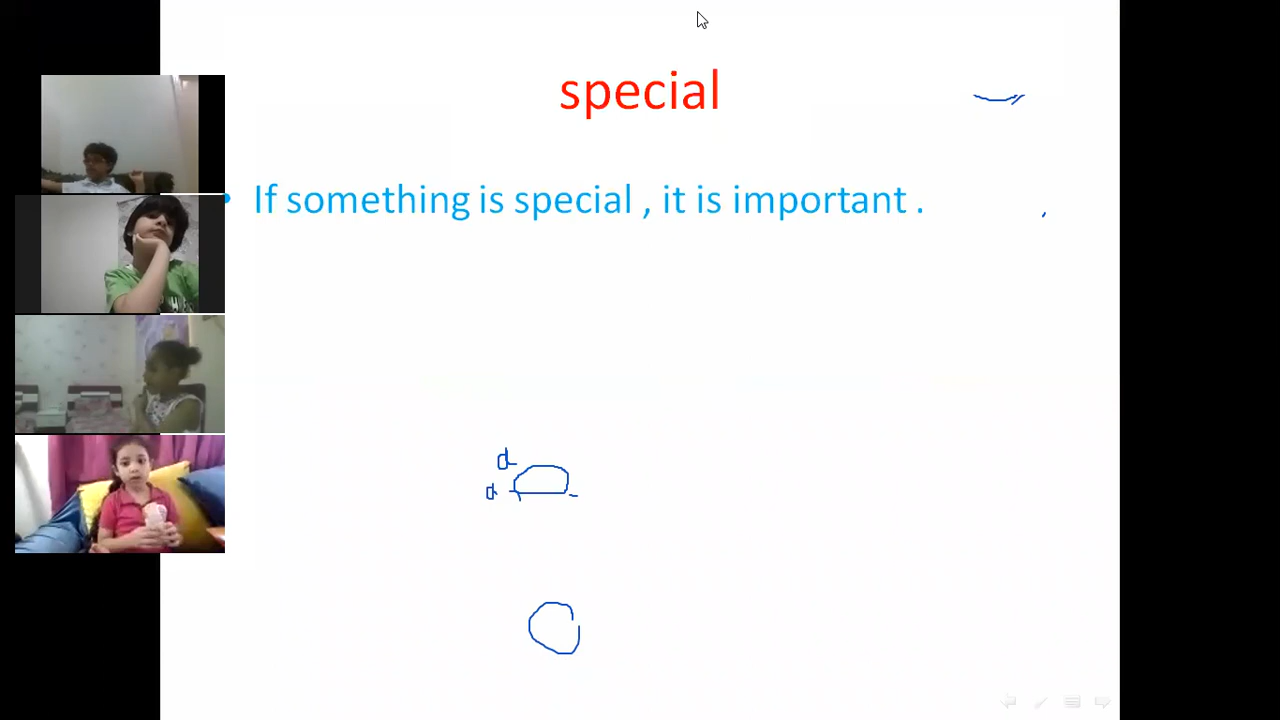 special
• If something is special , it is important .
d
a